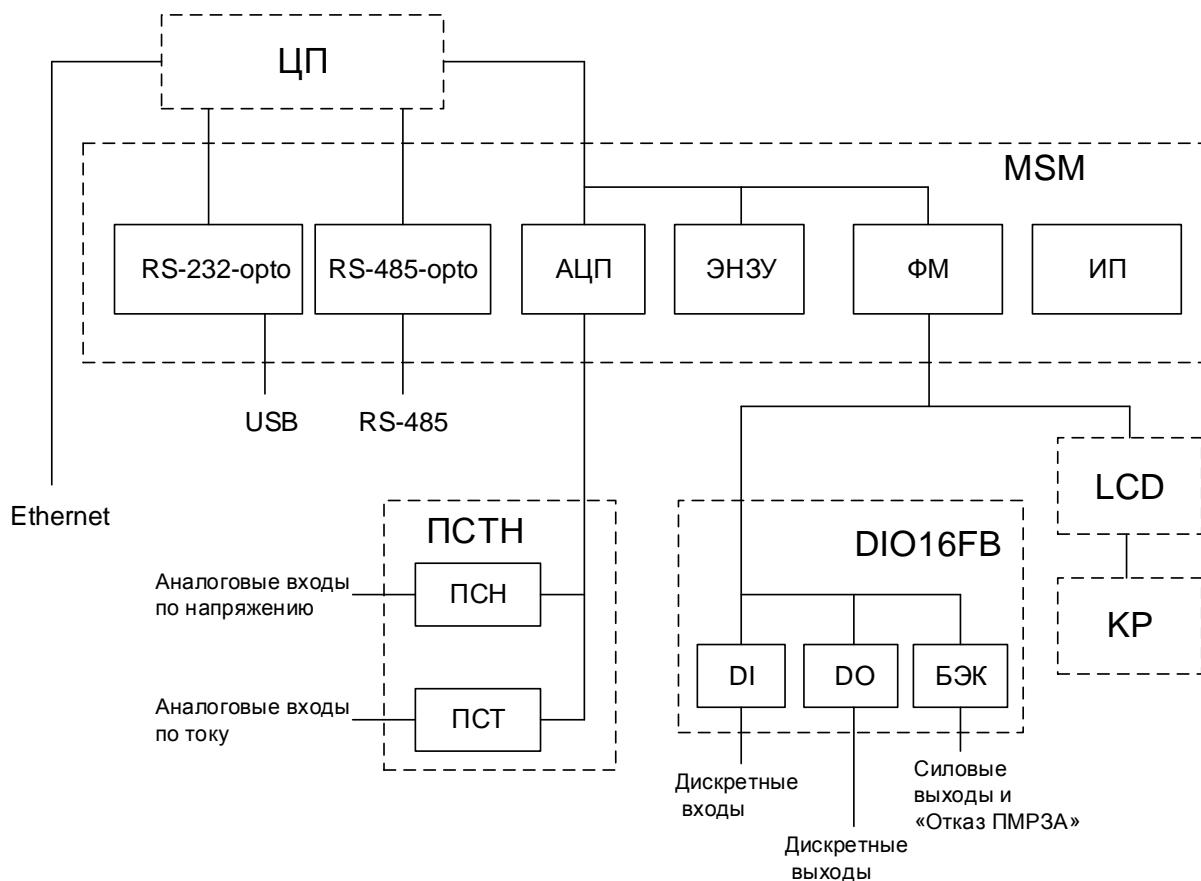 ЦП
MSM
RS-232-opto
RS-485-opto
АЦП
ЭНЗУ
ФМ
ИП
USB
RS-485
Ethernet
LCD
ПСТН
DIO16FB
Аналоговые входы
по напряжению
ПСН
KP
DI
DO
БЭК
Аналоговые входы
по току
ПСТ
Дискретные
входы
Силовые
выходы и
«Отказ ПМРЗА»
Дискретные
выходы